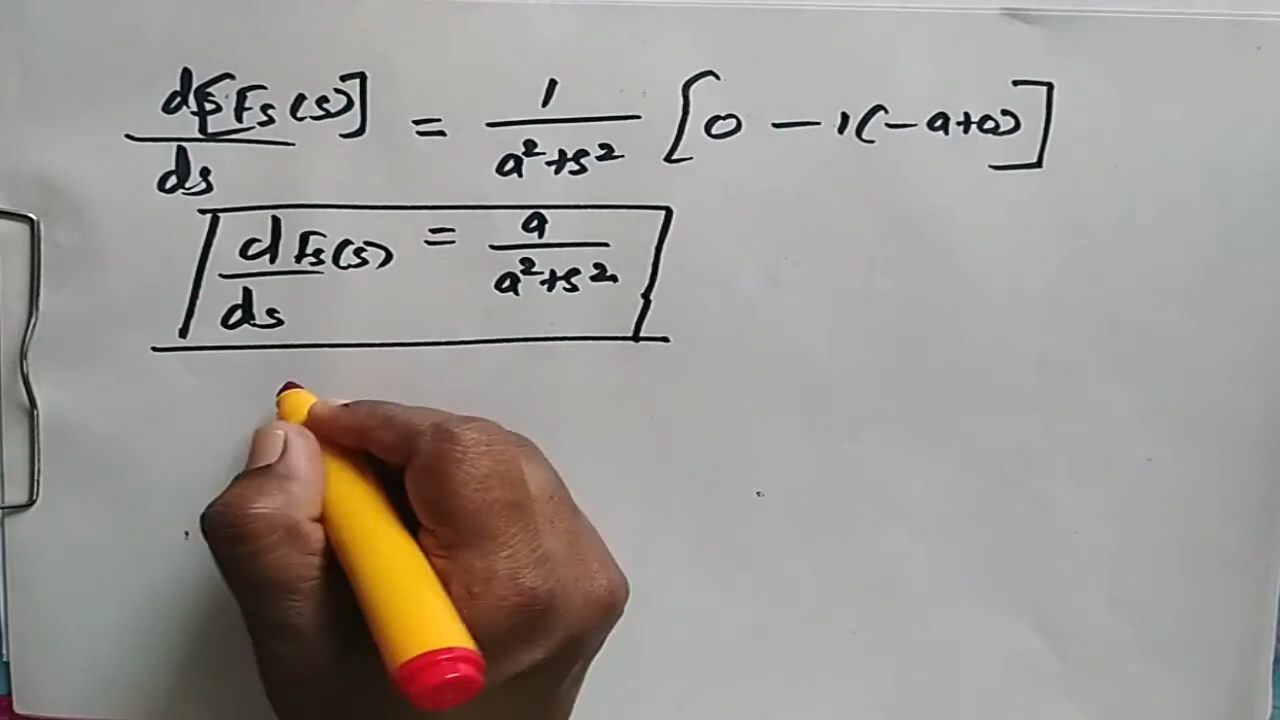 d[Fs(s)]/ds = 1/(a²+s²) [0 - 1(-a+0)]
d/ds Fs(s) = a/(a²+s²)